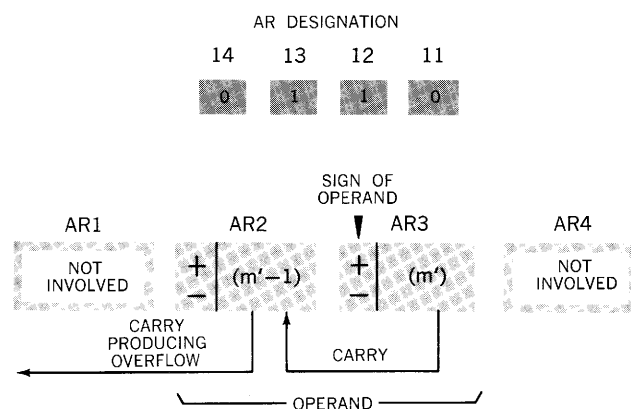 AR DESIGNATION
14 13 12 11
0 1 1 0
SIGN OF
OPERAND
AR1 AR2 AR3 AR4
NOT
INVOLVED
+
−
(m′−1)
+
−
(m′)
NOT
INVOLVED
CARRY
PRODUCING
OVERFLOW
CARRY
OPERAND